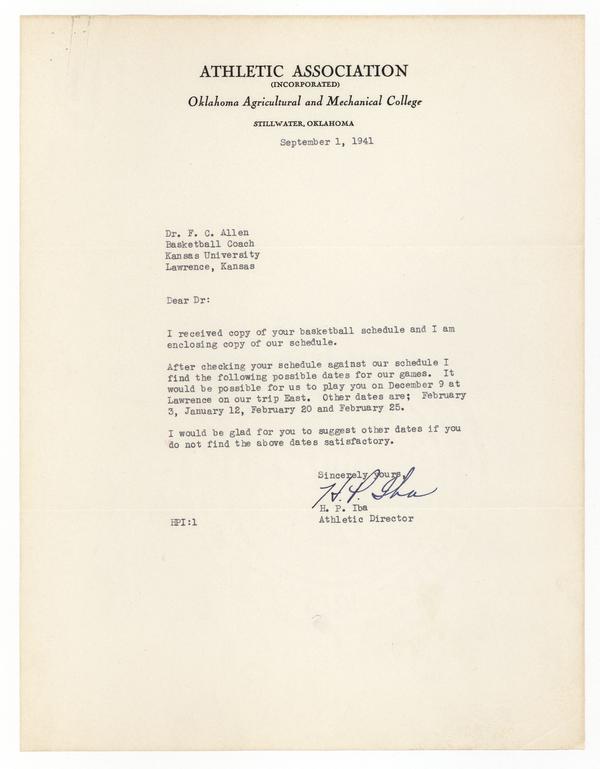 ATHLETIC ASSOCIATION
(INCORPORATED)
Oklahoma Agricultural and Mechanical College
STILLWATER, OKLAHOMA
September 1, 1941
Dr. F. C. Allen
Basketball Coach
Kansas University
Lawrence, Kansas
Dear Dr:
I received copy of your basketball schedule and I am
enclosing copy of our schedule.
After checking your schedule against our schedule I
find the following possible dates for our games.  It
would be possible for us to play you on December 9 at
Lawrence on our trip East.  Other dates are;  February
3, January 12, February 20 and February 25.
I would be glad for you to suggest other dates if you
do not find the above dates satisfactory.
Sincerely yours,
H. P. Iba
H. P. Iba
Athletic Director
HPI:l